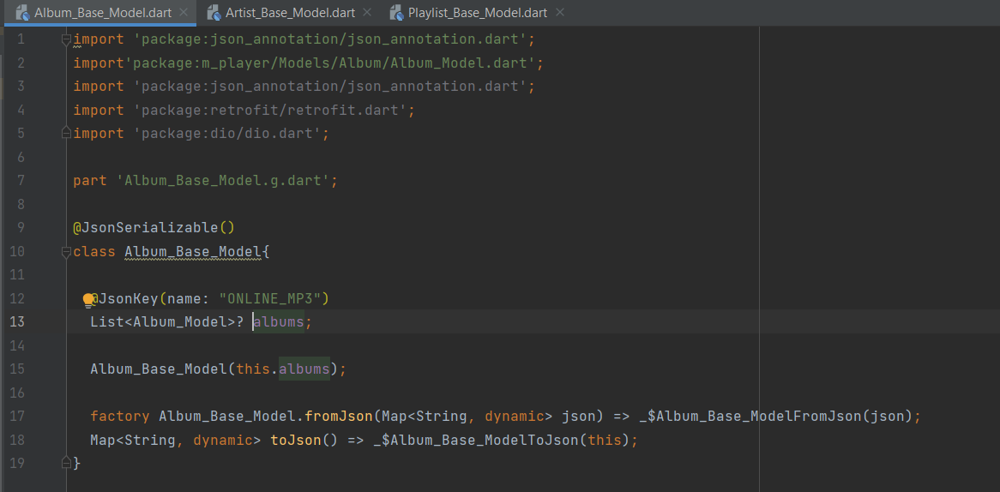 Album_Base_Model.dart Artist_Base_Model.dart Playlist_Base_Model.dart
1 import 'package:json_annotation/json_annotation.dart';
2 import'package:m_player/Models/Album/Album_Model.dart';
3 import 'package:json_annotation/json_annotation.dart';
4 import 'package:retrofit/retrofit.dart';
5 import 'package:dio/dio.dart';
6
7 part 'Album_Base_Model.g.dart';
8
9 @JsonSerializable()
10 class Album_Base_Model{
11
12 @JsonKey(name: "ONLINE_MP3")
13 List<Album_Model>? albums;
14
15 Album_Base_Model(this.albums);
16
17 factory Album_Base_Model.fromJson(Map<String, dynamic> json) => _$Album_Base_ModelFromJson(json);
18 Map<String, dynamic> toJson() => _$Album_Base_ModelToJson(this);
19 }